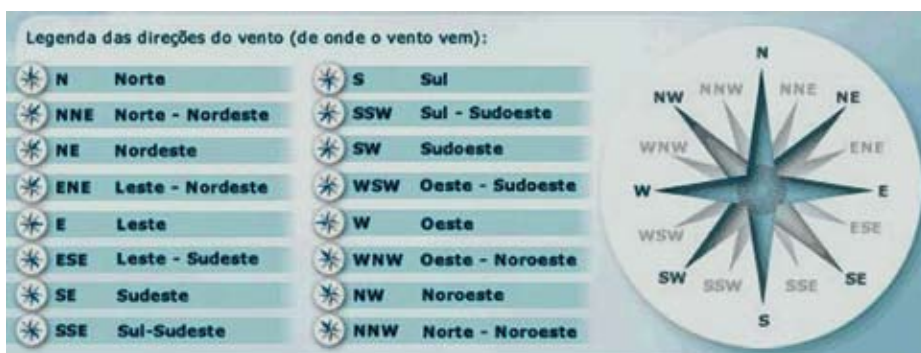 Legenda das direções do vento (de onde o vento vem):
N Norte
NNE Norte - Nordeste
NE Nordeste
ENE Leste - Nordeste
E Leste
ESE Leste - Sudeste
SE Sudeste
SSE Sul-Sudeste
S Sul
SSW Sul - Sudoeste
SW Sudoeste
WSW Oeste - Sudoeste
W Oeste
WNW Oeste - Noroeste
NW Noroeste
NNW Norte - Noroeste
N
NW NNW NNE NE
WNW ENE
W E
WSW ESE
SW SSW SSE SE
S